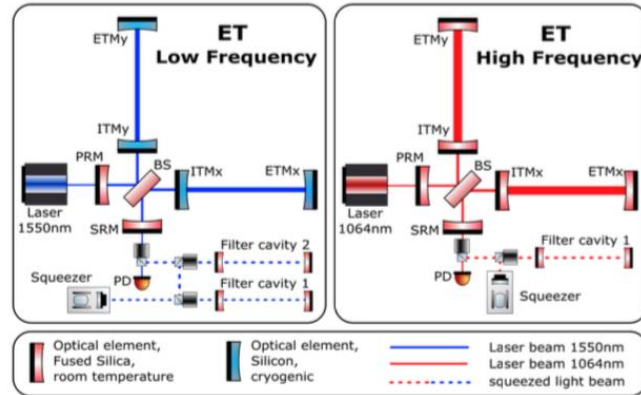 ETMy
ET
Low Frequency
ITMy
PRM
BS
ITMx
ETMx
Laser
1550nm
SRM
Filter cavity 2
Squeezer
PD
Filter cavity 1
ETMy
ET
High Frequency
ITMy
PRM
BS
ITMx
ETMx
Laser
1064nm
SRM
Filter cavity 1
PD
Squeezer
Optical element,
Fused Silica,
room temperature
Optical element,
Silicon,
cryogenic
Laser beam 1550nm
Laser beam 1064nm
squeezed light beam